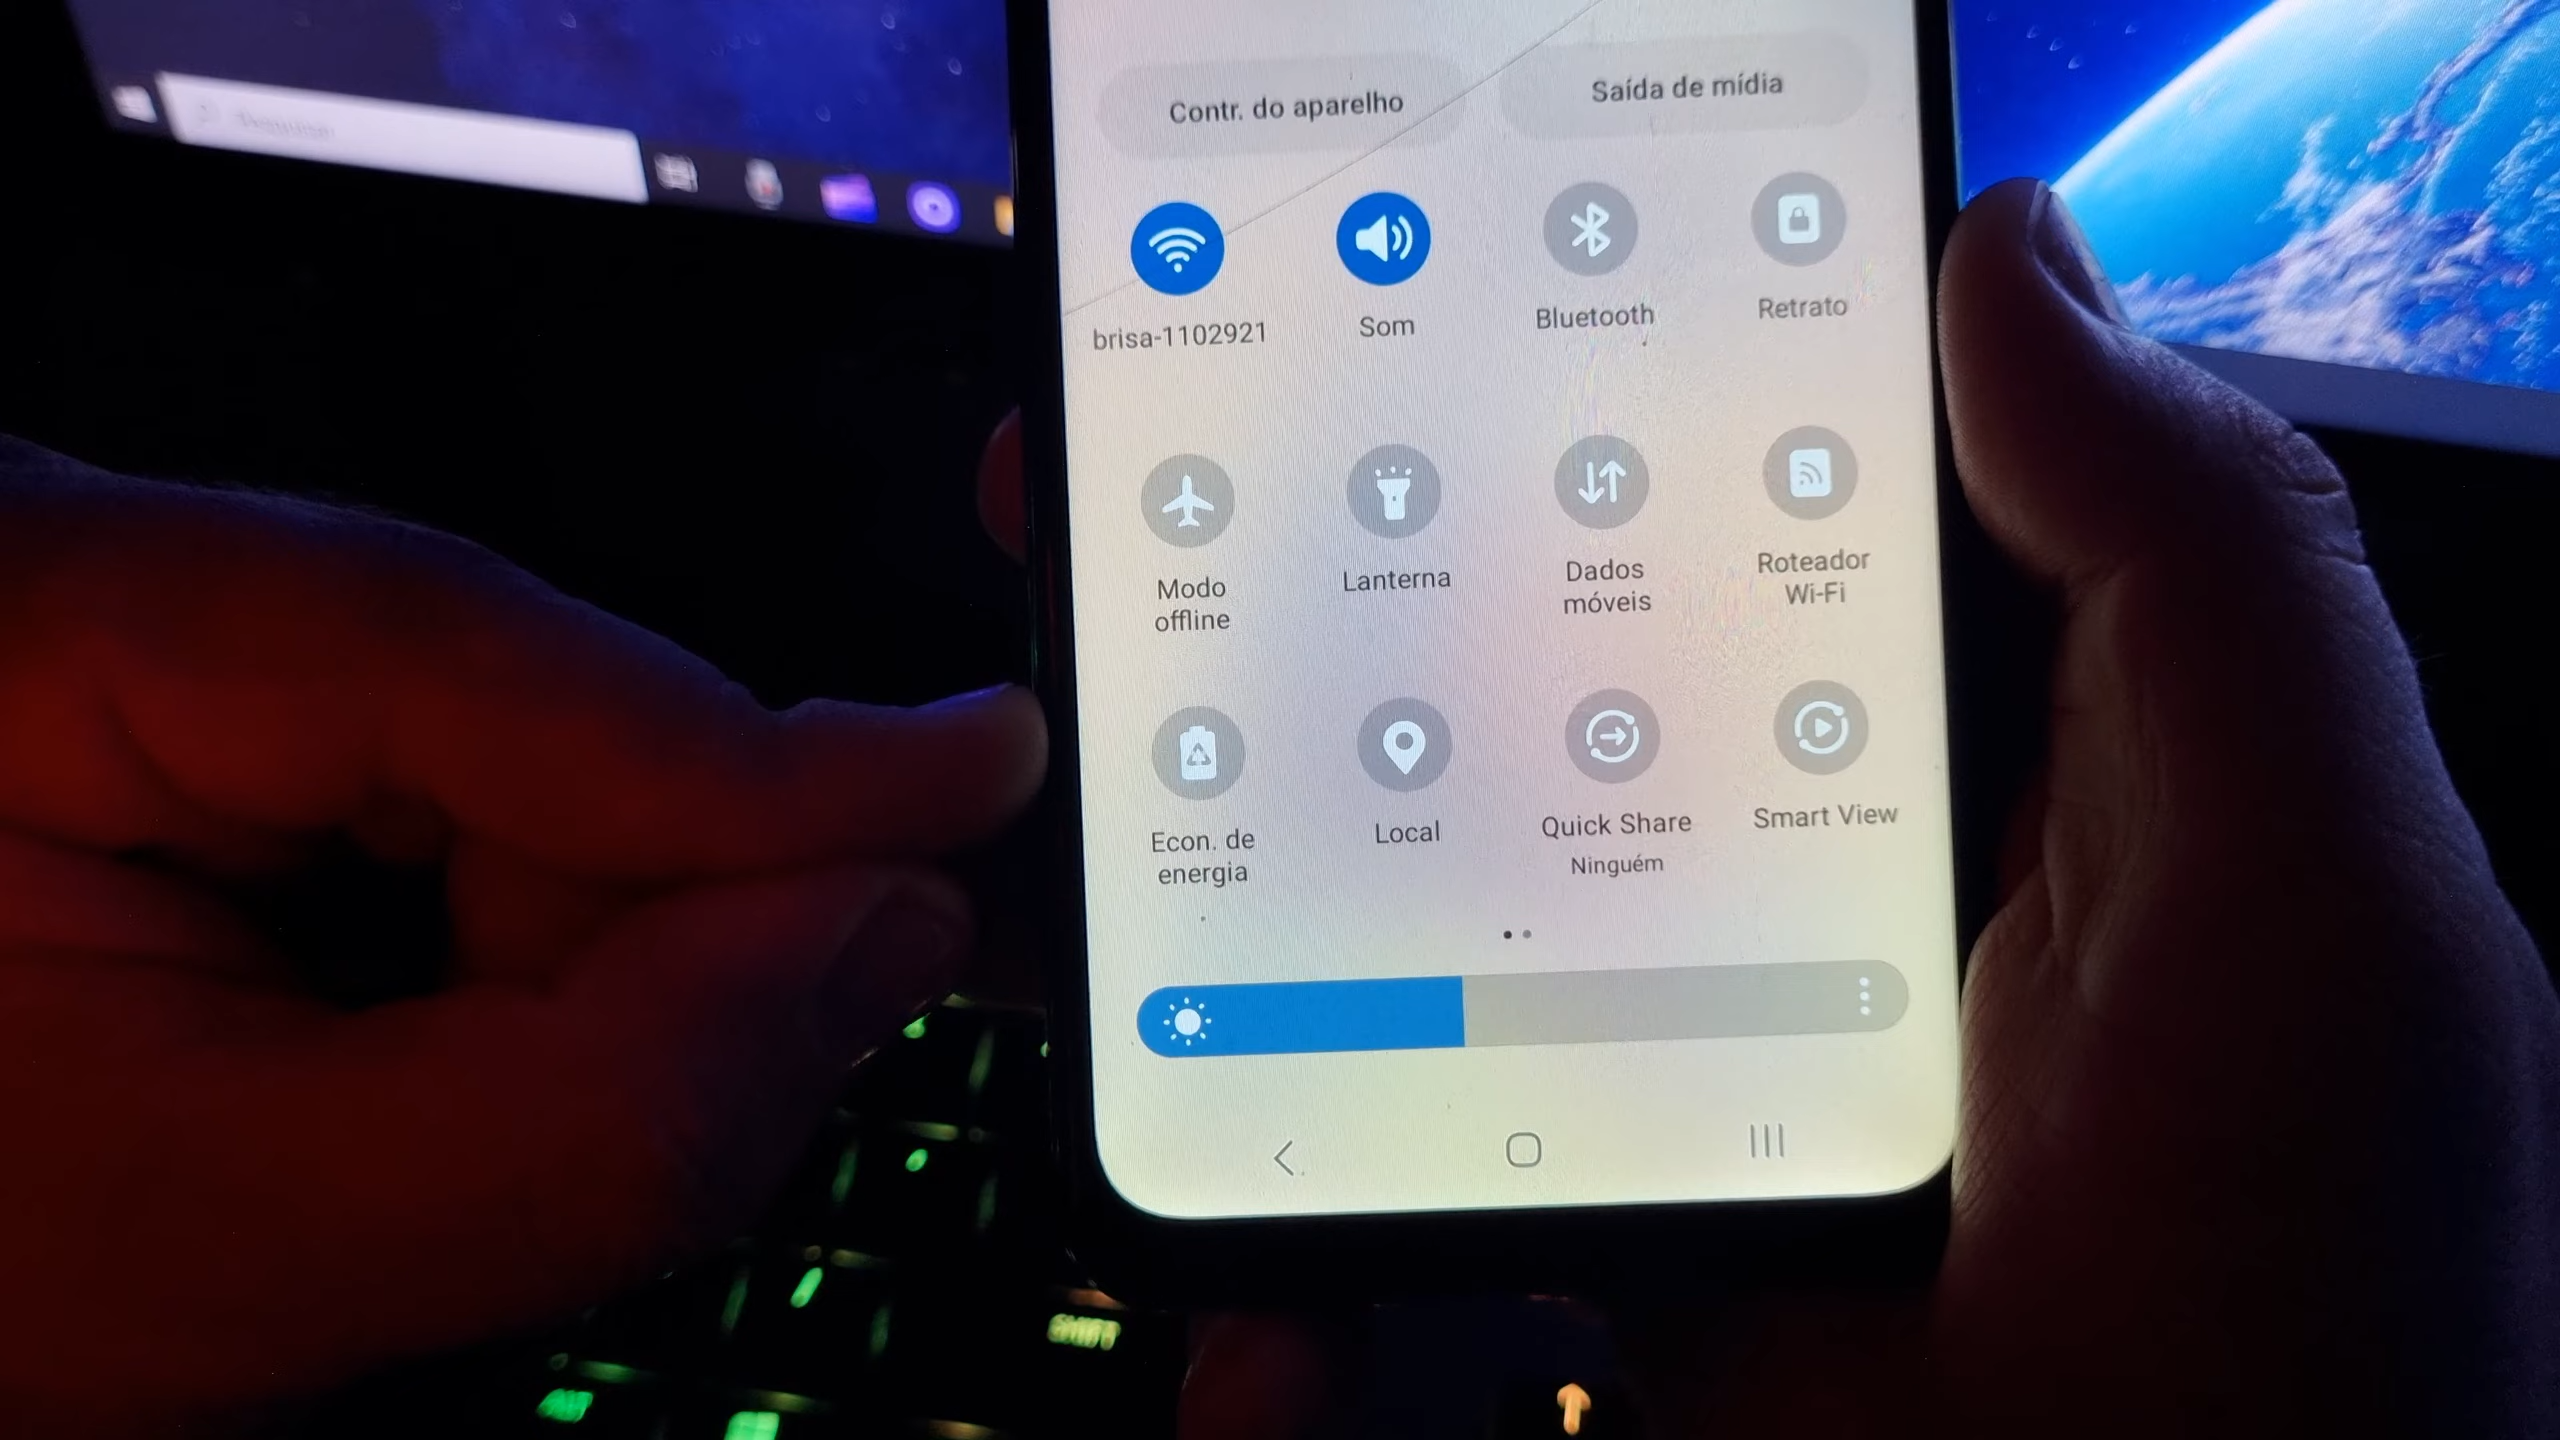 Contr. do aparelho
Saída de mídia
brisa-1102921
Som
Bluetooth
Retrato
Modo
offline
Lanterna
Dados
móveis
Roteador
Wi-Fi
Econ. de
energia
Local
Quick Share
Ninguém
Smart View
SHIFT